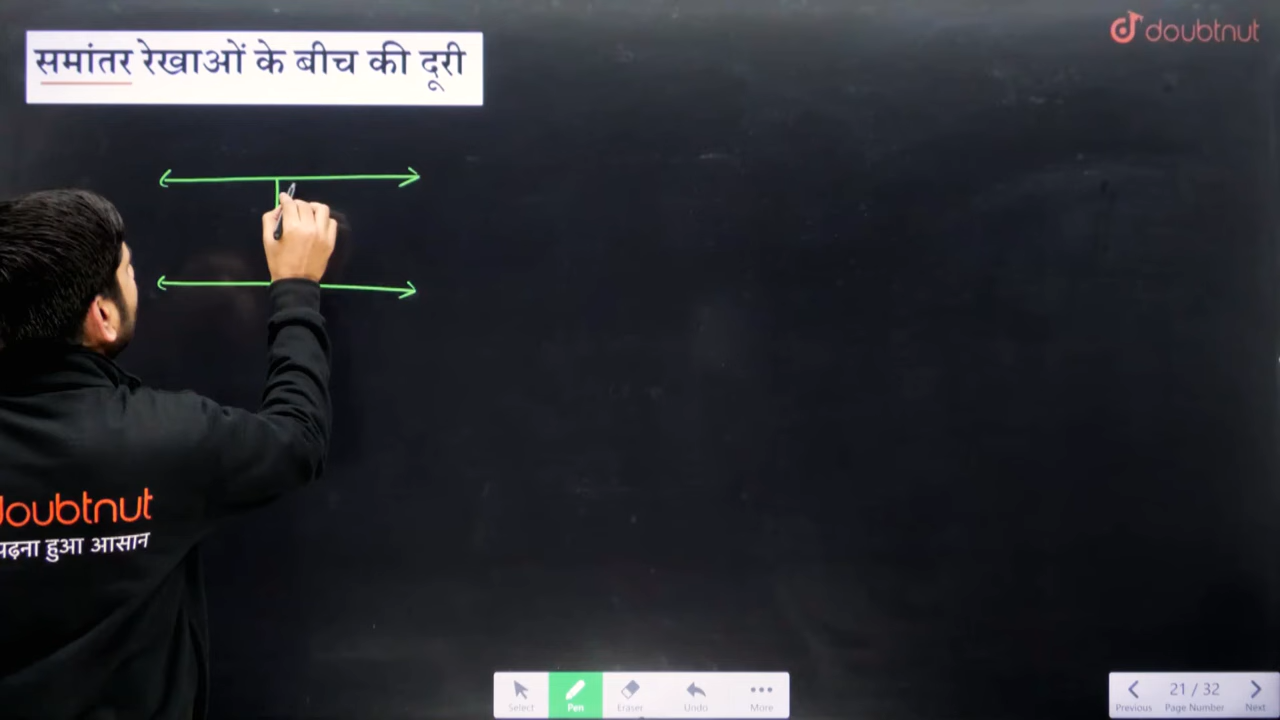 समांतर रेखाओं के बीच की दूरी
doubtnut
doubtnut
पढ़ना हुआ आसान
Select
Pen
Eraser
Undo
More
21 / 32
Previous
Page Number
Next